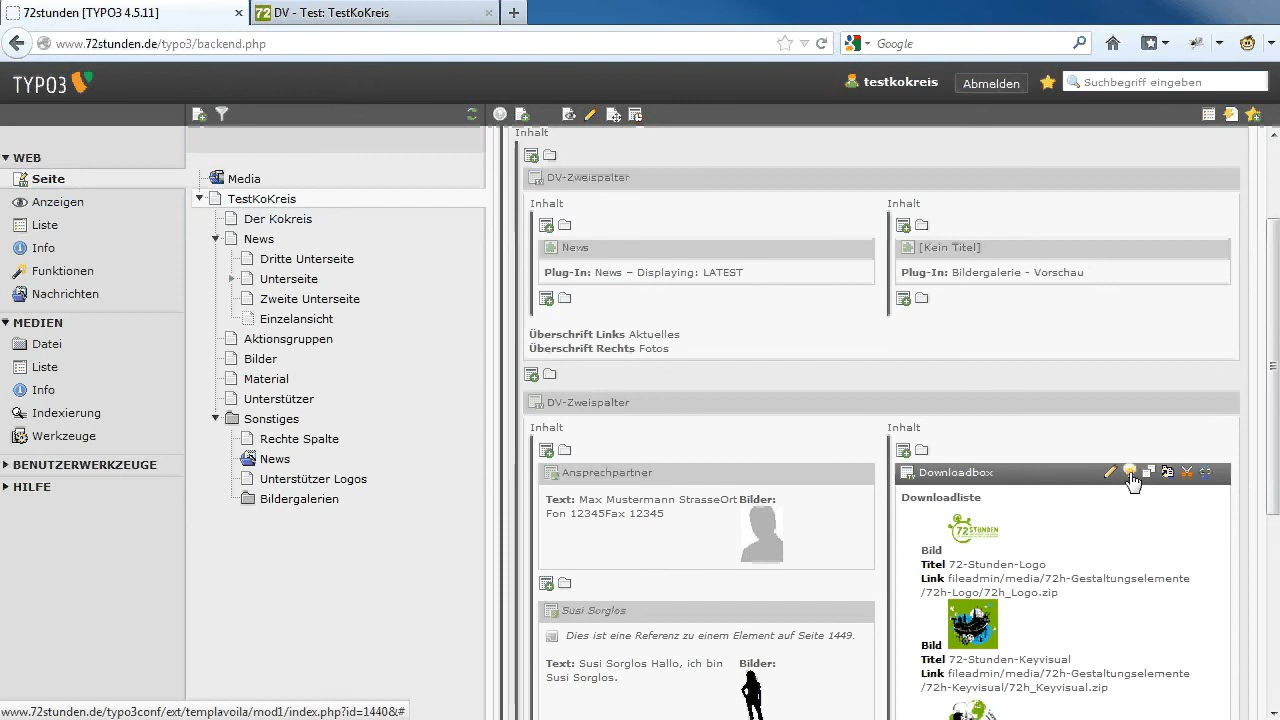 72stunden [TYPO3 4.5.11] ×
72 DV - Test: TestKoKreis ×
www.72stunden.de/typo3/backend.php
Google
TYPO3
testkokreis
Abmelden
Suchbegriff eingeben
WEB
Seite
Anzeigen
Liste
Info
Funktionen
Nachrichten
MEDIEN
Datei
Liste
Info
Indexierung
Werkzeuge
BENUTZERWERKZEUGE
HILFE
Media
TestKoKreis
Der Kokreis
News
Dritte Unterseite
Unterseite
Zweite Unterseite
Einzelansicht
Aktionsgruppen
Bilder
Material
Unterstützer
Sonstiges
Rechte Spalte
News
Unterstützer Logos
Bildergalerien
Inhalt
DV-Zweispalter
Inhalt
News
Plug-In: News – Displaying: LATEST
Inhalt
[Kein Titel]
Plug-In: Bildergalerie - Vorschau
Überschrift Links Aktuelles
Überschrift Rechts Fotos
DV-Zweispalter
Inhalt
Ansprechpartner
Text: Max Mustermann StrasseOrt Bilder:
Fon 12345Fax 12345
Susi Sorglos
Dies ist eine Referenz zu einem Element auf Seite 1449.
Text: Susi Sorglos Hallo, ich bin Bilder:
Susi Sorglos.
Inhalt
Downloadbox
Downloadliste
72 STUNDEN
Bild
Titel 72-Stunden-Logo
Link fileadmin/media/72h-Gestaltungselemente
/72h-Logo/72h_Logo.zip
Bild
Titel 72-Stunden-Keyvisual
Link fileadmin/media/72h-Gestaltungselemente
/72h-Keyvisual/72h_Keyvisual.zip
www.72stunden.de/typo3conf/ext/templavoila/mod1/index.php?id=1440&#